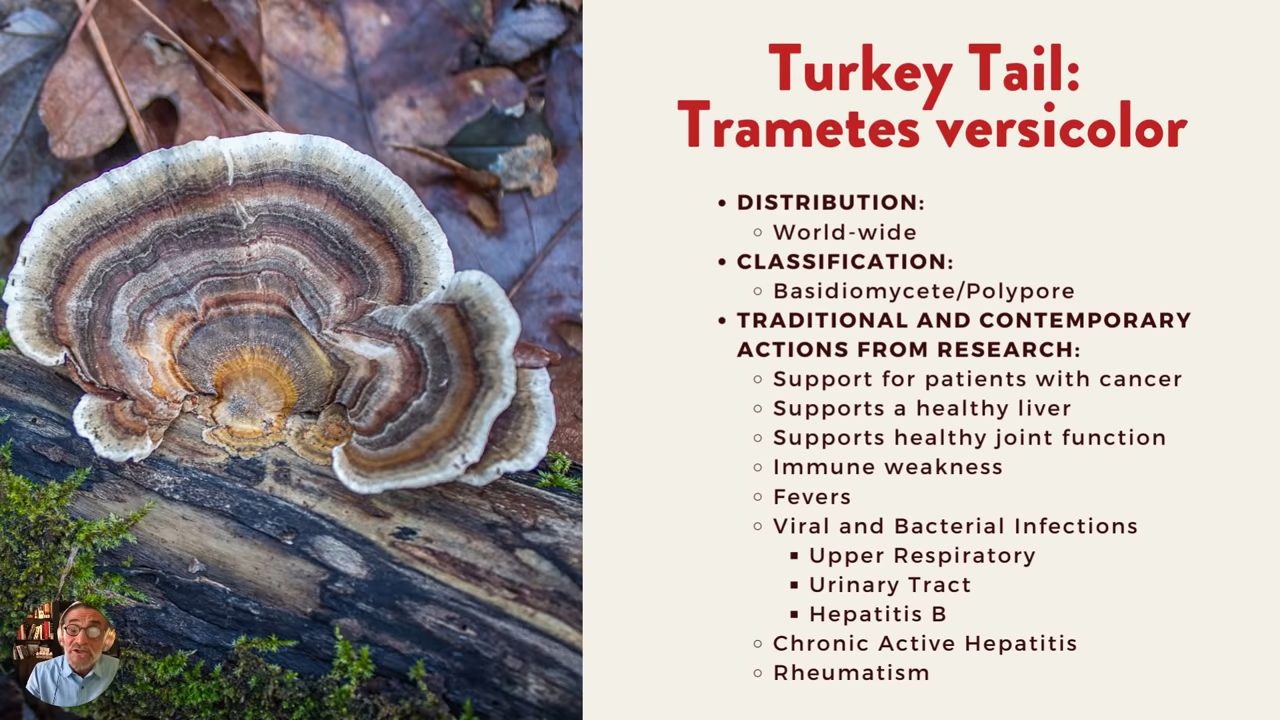 Turkey Tail:
Trametes versicolor
• DISTRIBUTION:
○ World-wide
• CLASSIFICATION:
○ Basidiomycete/Polypore
• TRADITIONAL AND CONTEMPORARY
ACTIONS FROM RESEARCH:
○ Support for patients with cancer
○ Supports a healthy liver
○ Supports healthy joint function
○ Immune weakness
○ Fevers
○ Viral and Bacterial Infections
▪ Upper Respiratory
▪ Urinary Tract
▪ Hepatitis B
○ Chronic Active Hepatitis
○ Rheumatism